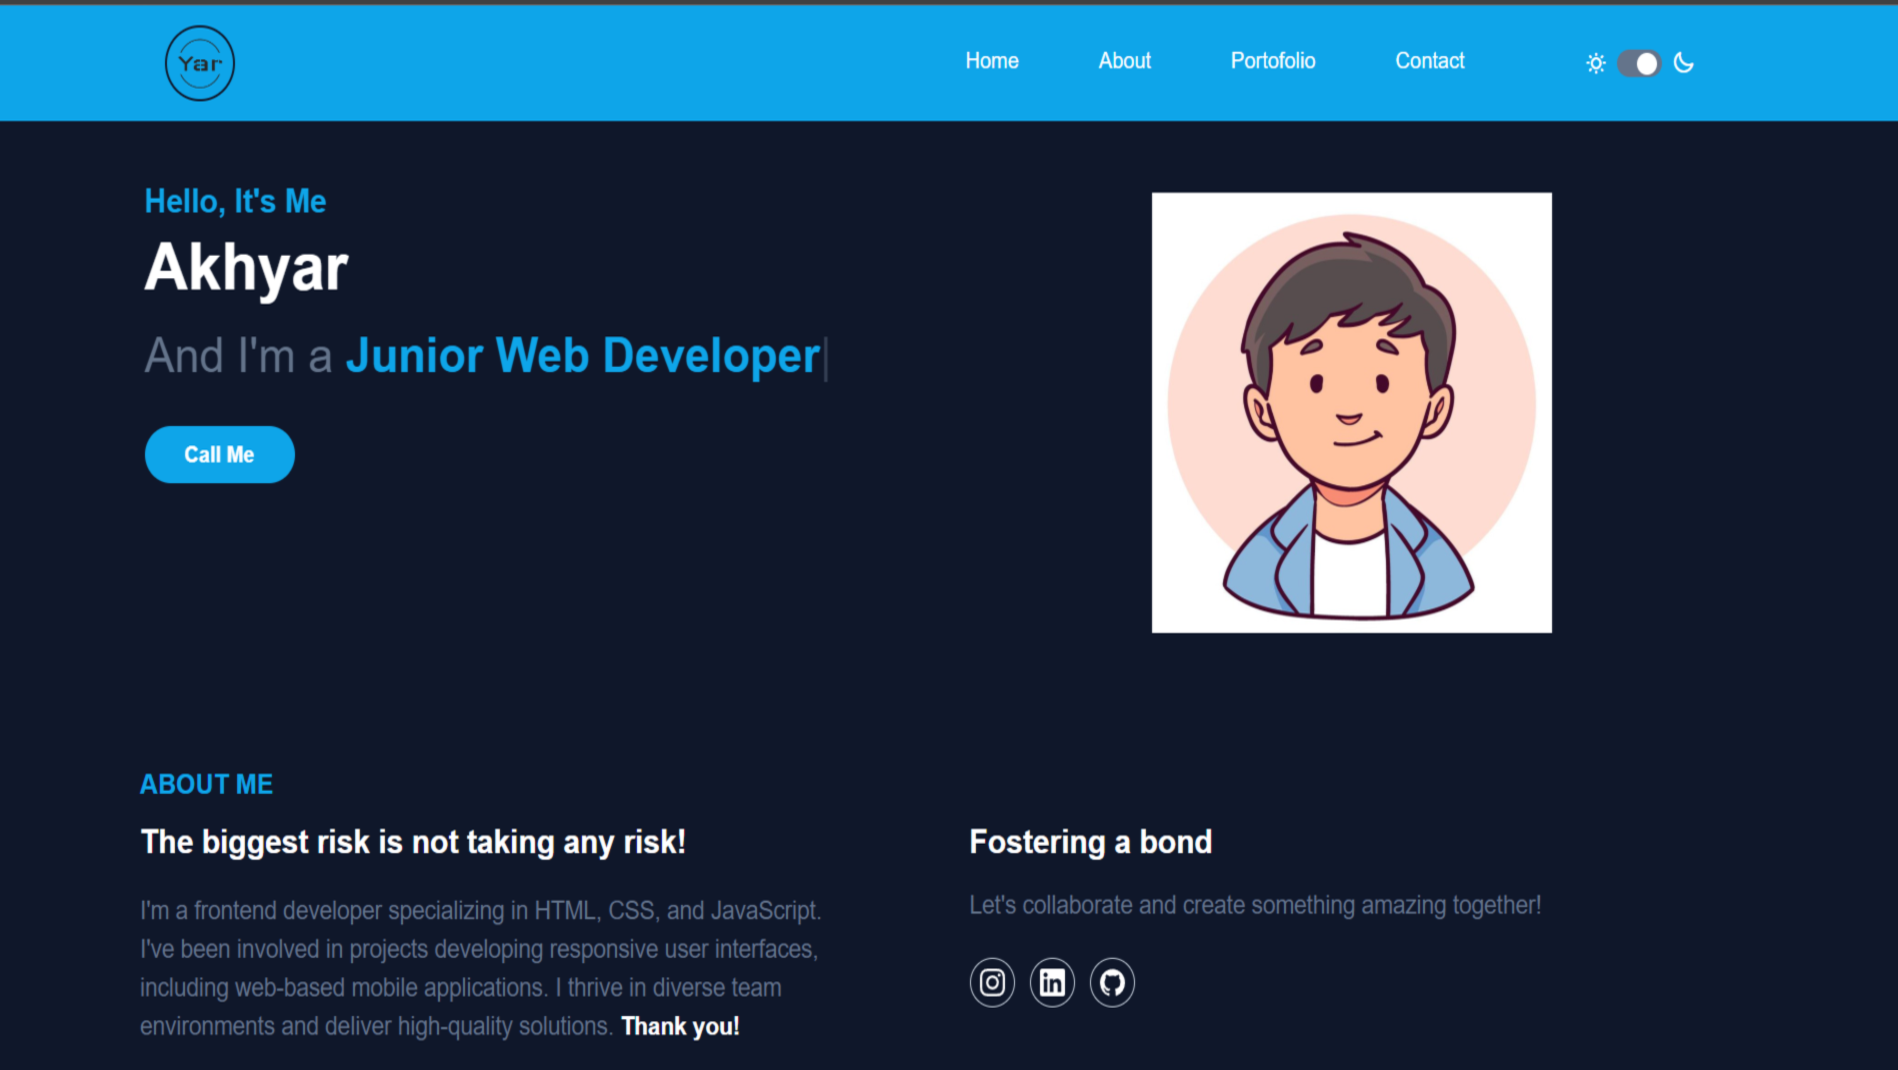 Yar
Home About Portofolio Contact
Hello, It's Me
Akhyar
And I'm a Junior Web Developer
Call Me
ABOUT ME
The biggest risk is not taking any risk!
I'm a frontend developer specializing in HTML, CSS, and JavaScript.
I've been involved in projects developing responsive user interfaces,
including web-based mobile applications. I thrive in diverse team
environments and deliver high-quality solutions. Thank you!
Fostering a bond
Let's collaborate and create something amazing together!
in